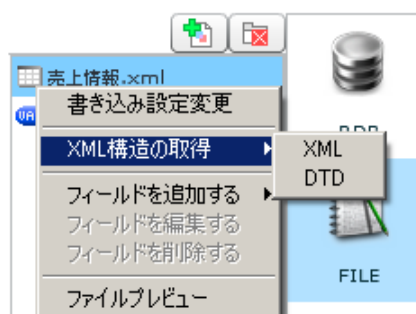 売上情報.xml
書き込み設定変更
XML構造の取得
XML
DTD
フィールドを追加する
フィールドを編集する
フィールドを削除する
ファイルプレビュー
FILE